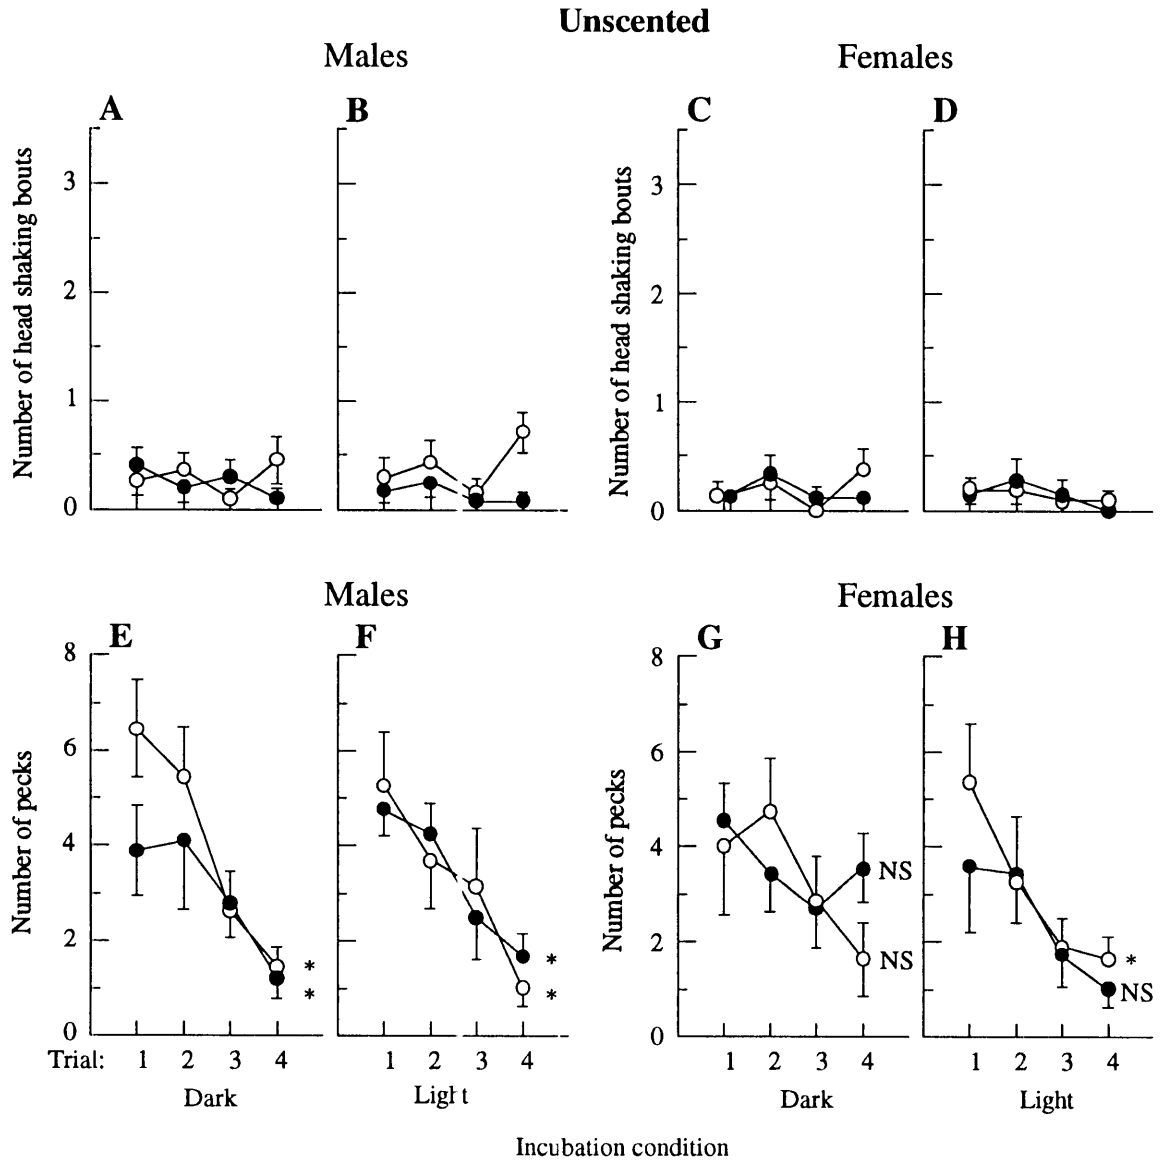 Unscented
Males Females
A B C D
Number of head shaking bouts
3
2
1
0
Number of head shaking bouts
3
2
1
0
Males Females
E F G H
Number of pecks
8
6
4
2
0
* * * *
Number of pecks
8
6
4
2
0
NS
NS
*
NS
Trial: 1 2 3 4 1 2 3 4 1 2 3 4 1 2 3 4
Dark Light Dark Light
Incubation condition